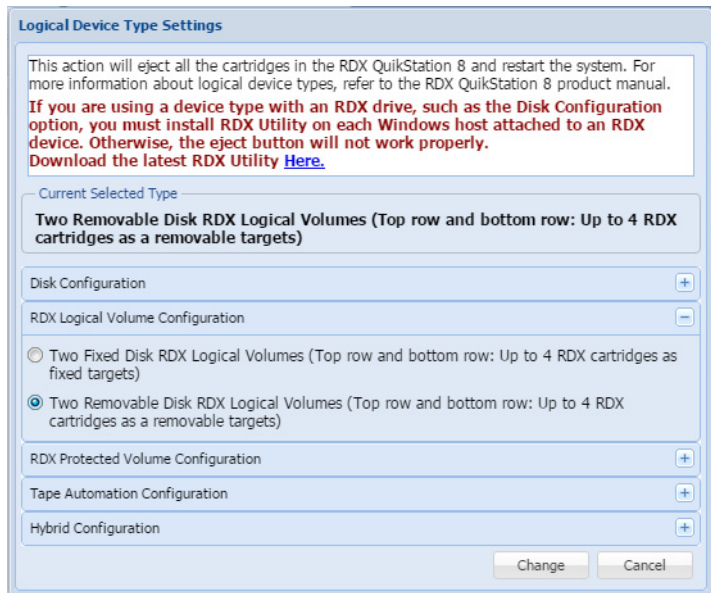 Logical Device Type Settings
This action will eject all the cartridges in the RDX QuikStation 8 and restart the system. For
more information about logical device types, refer to the RDX QuikStation 8 product manual.
If you are using a device type with an RDX drive, such as the Disk Configuration
option, you must install RDX Utility on each Windows host attached to an RDX
device. Otherwise, the eject button will not work properly.
Download the latest RDX Utility Here.
Current Selected Type
Two Removable Disk RDX Logical Volumes (Top row and bottom row: Up to 4 RDX
cartridges as a removable targets)
Disk Configuration
RDX Logical Volume Configuration
Two Fixed Disk RDX Logical Volumes (Top row and bottom row: Up to 4 RDX cartridges as
fixed targets)
Two Removable Disk RDX Logical Volumes (Top row and bottom row: Up to 4 RDX
cartridges as a removable targets)
RDX Protected Volume Configuration
Tape Automation Configuration
Hybrid Configuration
Change Cancel